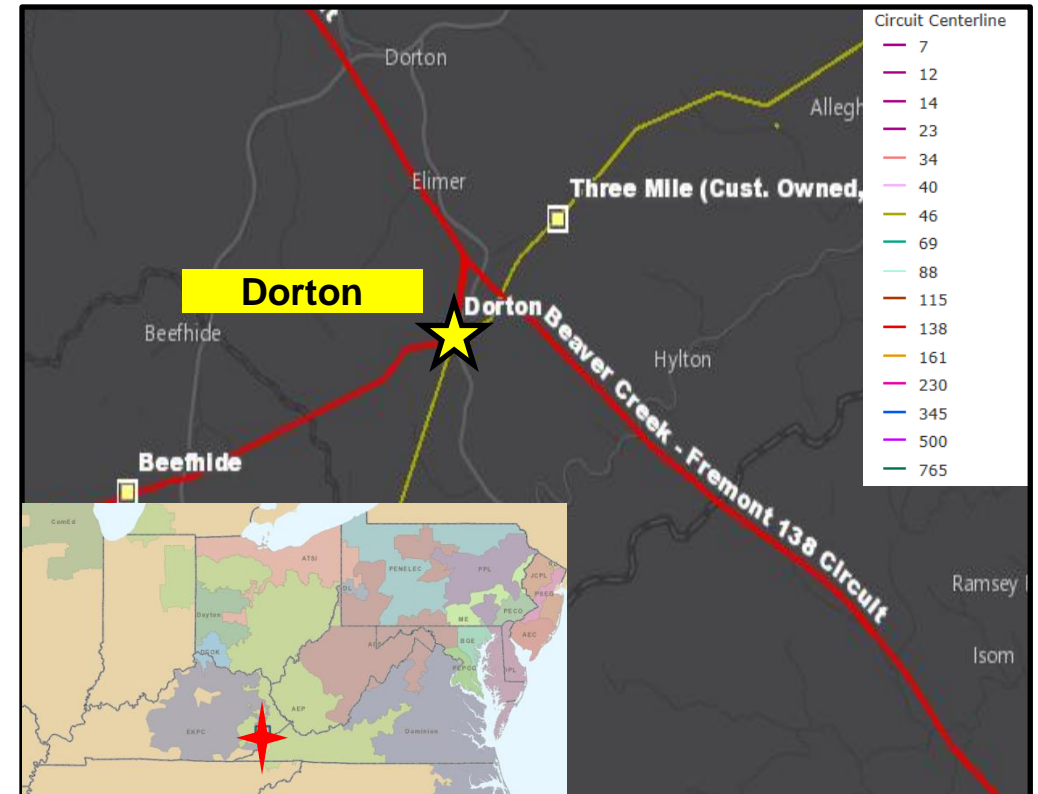 Circuit Centerline
7
12
14
23
34
40
46
69
88
115
138
161
230
345
500
765
Dorton
Allegh
Elimer
Three Mile (Cust. Owned,
Dorton
Dorton
Beaver Creek - Fremont 138 Circuit
Beefhide
Hylton
Beefhide
Ramsey
Isom
ComEd
ATSI
PENELEC
PPL
JCPL
PSEG
Dayton
ME
PECO
AEC
BGE
PEPCO
DPL
AEP
EKPC
Dominion